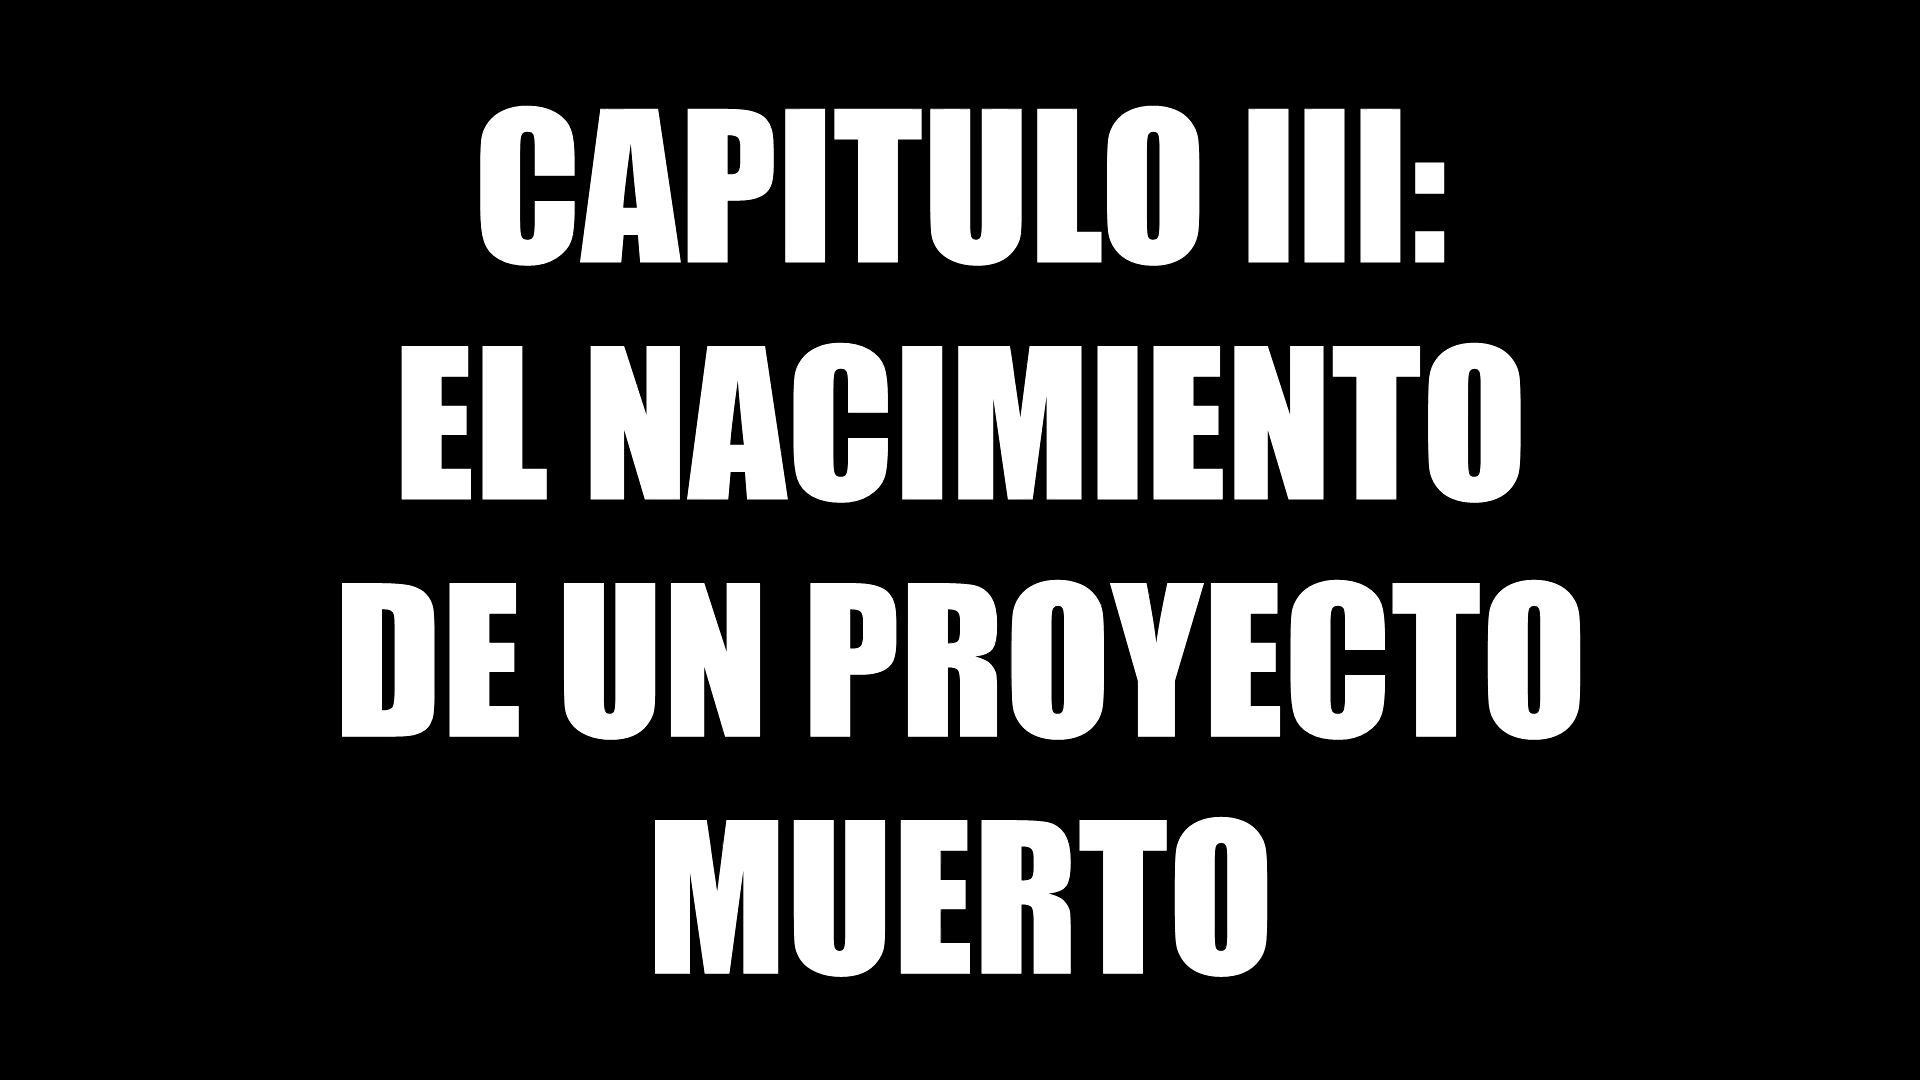 CAPITULO III:
EL NACIMIENTO
DE UN PROYECTO
MUERTO